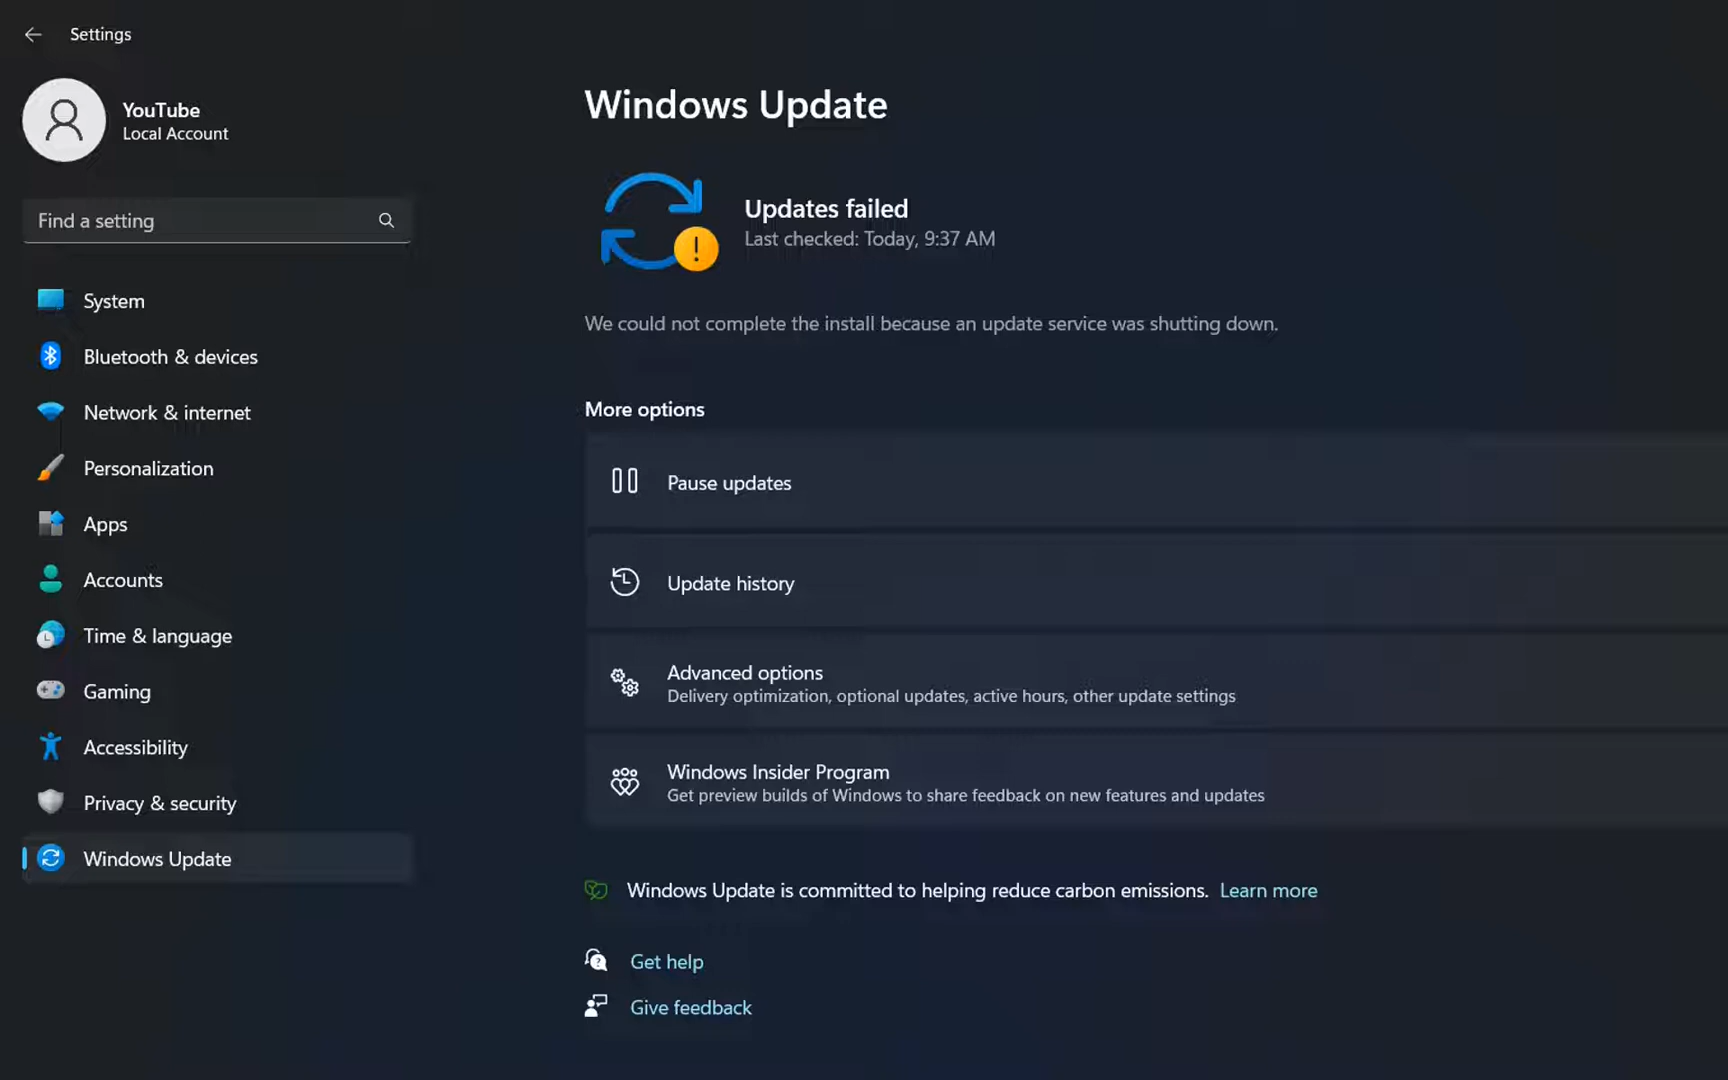 Settings
YouTube
Local Account
Find a setting
System
Bluetooth & devices
Network & internet
Personalization
Apps
Accounts
Time & language
Gaming
Accessibility
Privacy & security
Windows Update
Windows Update
Updates failed
Last checked: Today, 9:37 AM
We could not complete the install because an update service was shutting down.
More options
Pause updates
Update history
Advanced options
Delivery optimization, optional updates, active hours, other update settings
Windows Insider Program
Get preview builds of Windows to share feedback on new features and updates
Windows Update is committed to helping reduce carbon emissions. Learn more
Get help
Give feedback